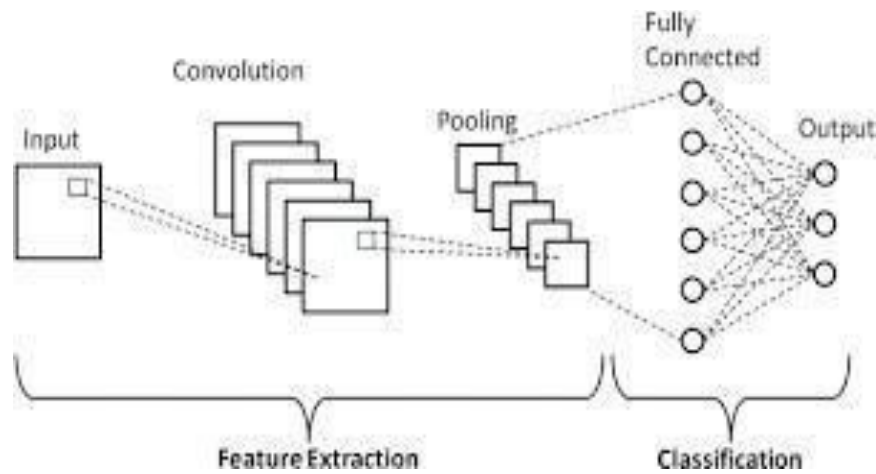 Input
Convolution
Pooling
Fully
Connected
Output
Feature Extraction
Classification